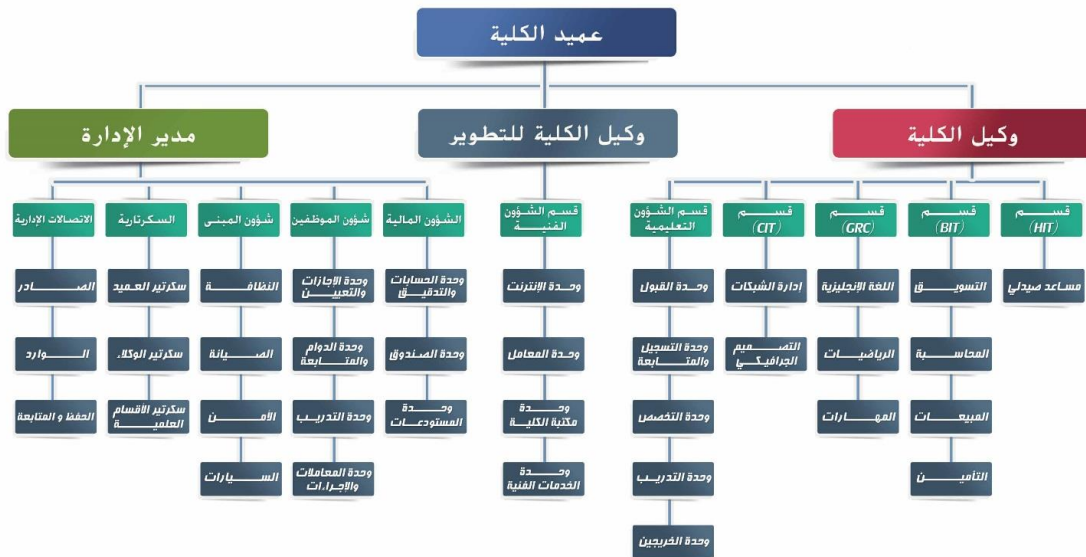 عميد الكلية
وكيل الكلية
وكيل الكلية للتطوير
مدير الإدارة
قسم
(HIT)
قسم
(BIT)
قسم
(GRC)
قسم
(CIT)
قسم الشؤون
التعليمية
قسم الشؤون
الفنية
الشؤون المالية
شؤون الموظفين
شؤون المبنى
السكرتارية
الاتصالات الإدارية
مساعد صيدلي
التسويق
اللغة الإنجليزية
ادارة الشبكات
وحدة القبول
وحدة الإنترنت
وحدة الحسابات
والتدقيق
وحدة الإجازات
والتعيين
النظافة
سكرتير العميد
الصادر
المحاسبة
الرياضيات
التصميم
الجرافيكي
وحدة التسجيل
والمتابعة
وحدة المعامل
وحدة الصندوق
وحدة الدوام
والمتابعة
الصيانة
سكرتير الوكلاء
الوارد
المبيعات
المهارات
وحدة التخصص
وحدة
مكتبة الكلية
وحدة
المستودعات
وحدة التدريب
الأمن
سكرتير الأقسام
العلمية
الحفظ و المتابعة
التأمين
وحدة التدريب
وحدة
الخدمات الفنية
وحدة المعاملات
والإجراءات
السيارات
وحدة الخريجين